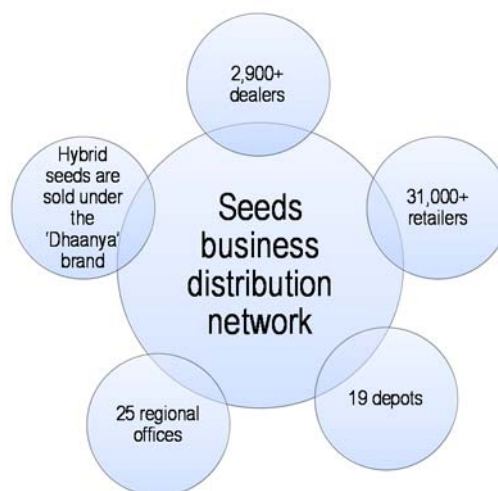 2,900+
dealers
Hybrid
seeds are
sold under
the
‘Dhaanya’
brand
Seeds
business
distribution
network
31,000+
retailers
25 regional
offices
19 depots